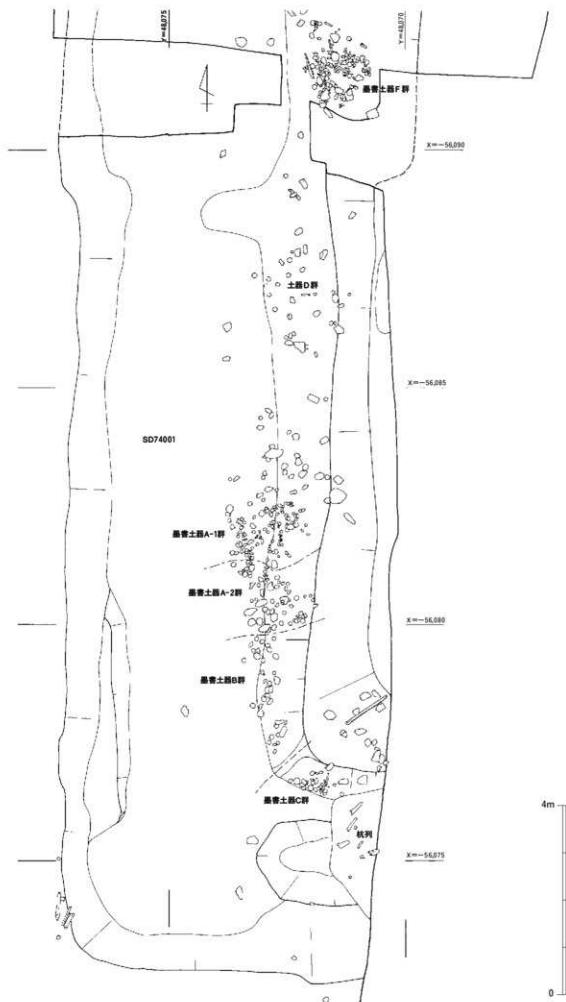 Y=48,075
Y=48,070
墨書土器F群
X=-56,090
土器D群
X=-56,085
SD74001
墨書土器A-1群
墨書土器A-2群
X=-56,080
墨書土器B群
墨書土器C群
4m
杭列
X=-56,075
0